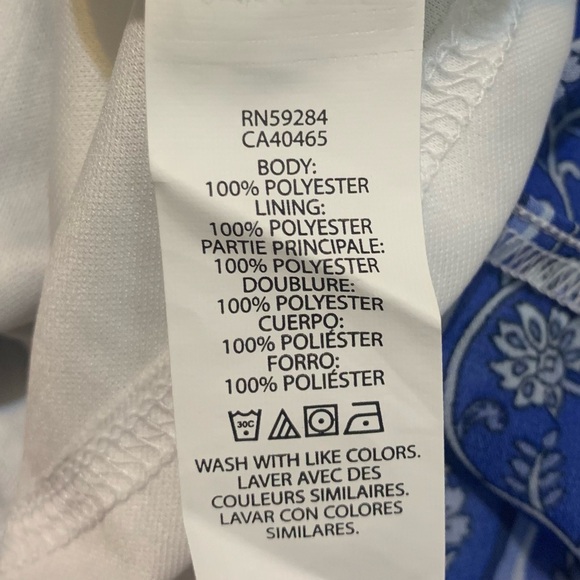 RN59284
CA40465
BODY:
100% POLYESTER
LINING:
100% POLYESTER
PARTIE PRINCIPALE:
100% POLYESTER
DOUBLURE:
100% POLYESTER
CUERPO:
100% POLIÉSTER
FORRO:
100% POLIÉSTER
30C
WASH WITH LIKE COLORS.
LAVER AVEC DES
COULEURS SIMILAIRES.
LAVAR CON COLORES
SIMILARES.